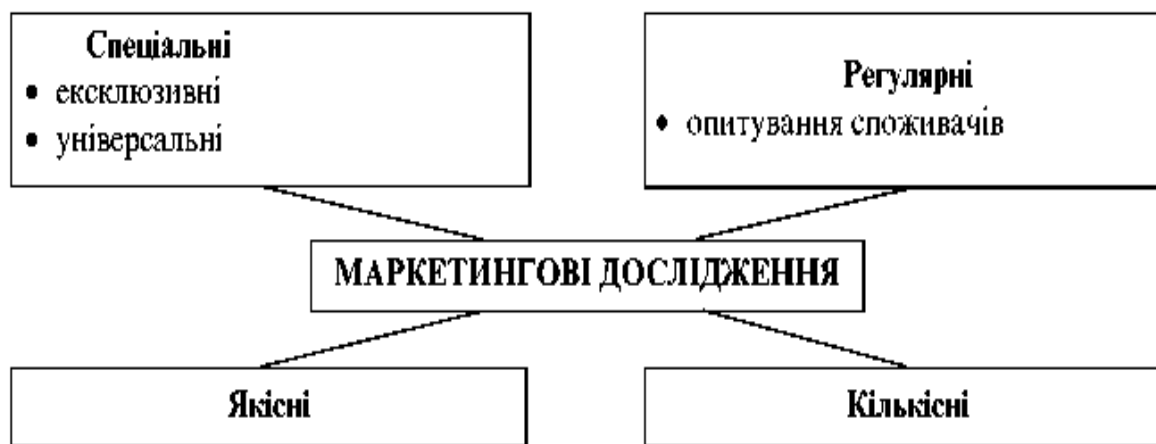 Спеціальні
• ексклюзивні
• універсальні
Регулярні
• опитування споживачів
МАРКЕТИНГОВІ ДОСЛІДЖЕННЯ
Якісні
Кількісні